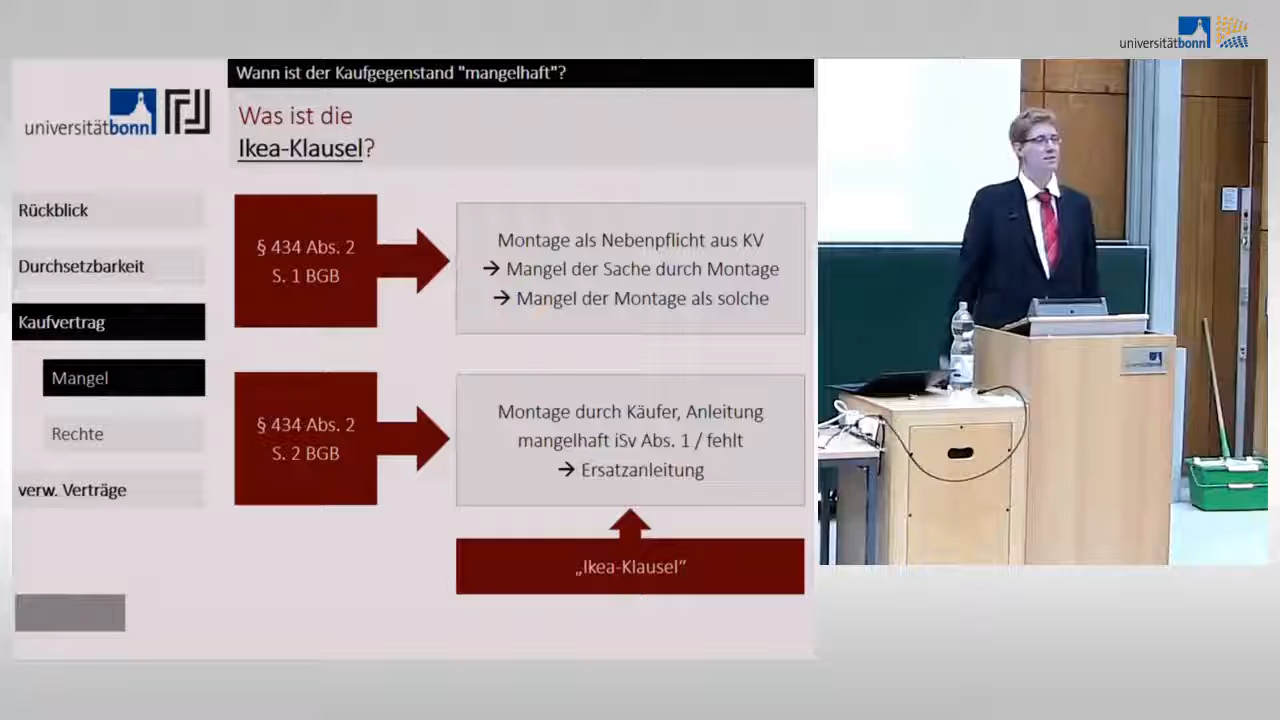 universitätbonn
Wann ist der Kaufgegenstand "mangelhaft"?
universitätbonn
Was ist die
Ikea-Klausel?
Rückblick
Durchsetzbarkeit
Kaufvertrag
Mangel
Rechte
verw. Verträge
§ 434 Abs. 2
S. 1 BGB
Montage als Nebenpflicht aus KV
→ Mangel der Sache durch Montage
→ Mangel der Montage als solche
§ 434 Abs. 2
S. 2 BGB
Montage durch Käufer, Anleitung
mangelhaft iSv Abs. 1 / fehlt
→ Ersatzanleitung
„Ikea-Klausel“